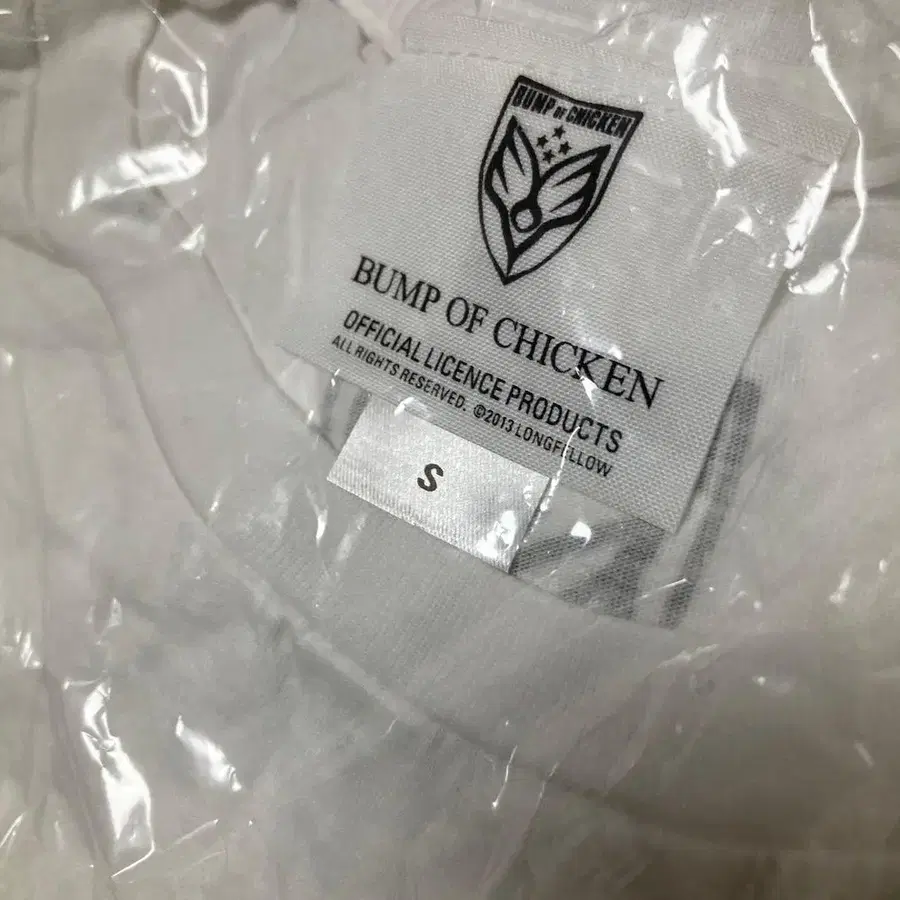 BUMP OF CHICKEN
BUMP OF CHICKEN
OFFICIAL LICENCE PRODUCTS
ALL RIGHTS RESERVED. ©2013 LONGFELLOW
S